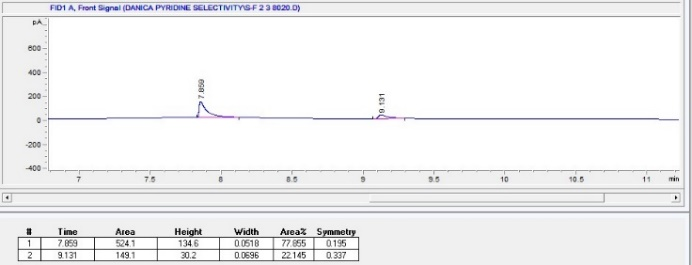 FID1 A, Front Signal (DANICA PYRIDINE SELECTIVITY\S-F 2 3 8020.D)
pA
600
400
200
0
-200
-400
7.859
9.131
7 7.5 8 8.5 9 9.5 10 10.5 11 min
# Time Area Height Width Area% Symmetry
1 7.859 524.1 134.6 0.0518 77.855 0.195
2 9.131 149.1 30.2 0.0696 22.145 0.337